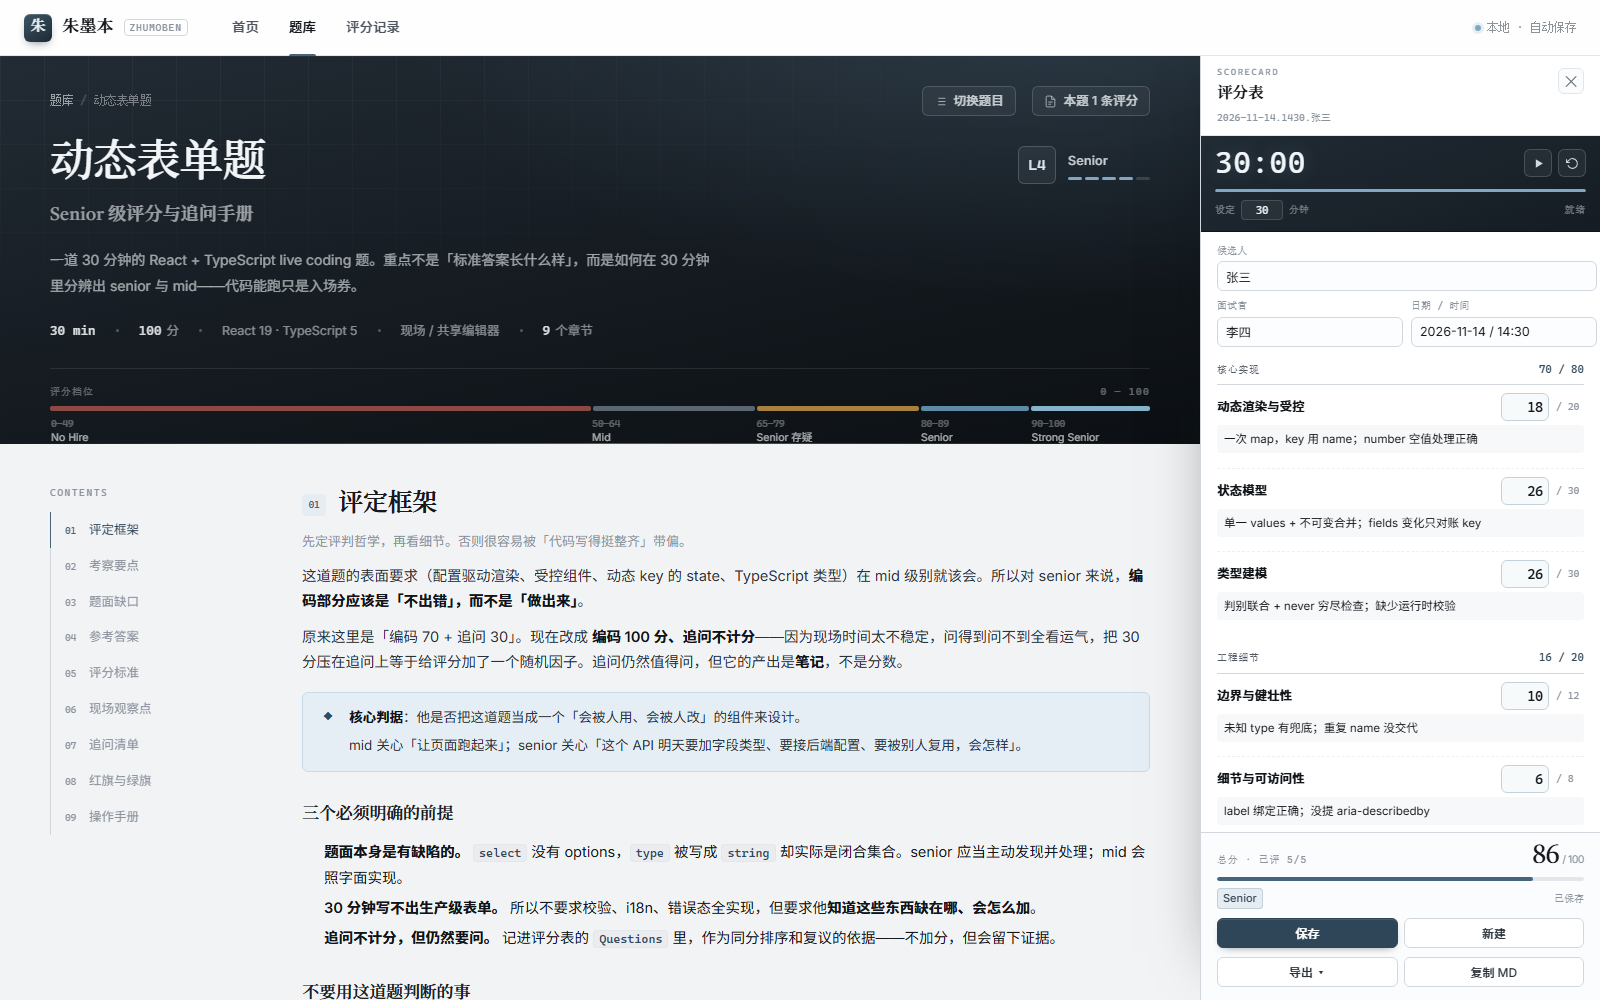 朱 朱墨本 ZHUMOBEN 首页 题库 评分记录 本地 · 自动保存
题库 / 动态表单题
切换题目 本题 1 条评分
动态表单题
L4 Senior
Senior 级评分与追问手册
一道 30 分钟的 React + TypeScript live coding 题。重点不是「标准答案长什么样」，而是如何在 30 分钟
里分辨出 senior 与 mid——代码能跑只是入场券。
30 min · 100 分 · React 19 · TypeScript 5 · 现场 / 共享编辑器 · 9 个章节
评分档位 0 — 100
0–49 50–64 65–79 80–89 90–100
No Hire Mid Senior 存疑 Senior Strong Senior
CONTENTS
01 评定框架
02 考察要点
03 题面缺口
04 参考答案
05 评分标准
06 现场观察点
07 追问清单
08 红旗与绿旗
09 操作手册
01 评定框架
先定评判哲学，再看细节。否则很容易被「代码写得挺整齐」带偏。
这道题的表面要求（配置驱动渲染、受控组件、动态 key 的 state、TypeScript 类型）在 mid 级别就该会。所以对 senior 来说，编
码部分应该是「不出错」，而不是「做出来」。
原来这里是「编码 70 + 追问 30」。现在改成 编码 100 分、追问不计分——因为现场时间太不稳定，问得到问不到全看运气，把 30
分压在追问上等于给评分加了一个随机因子。追问仍然值得问，但它的产出是笔记，不是分数。
◆ 核心判据：他是否把这道题当成一个「会被人用、会被人改」的组件来设计。
mid 关心「让页面跑起来」；senior 关心「这个 API 明天要加字段类型、要接后端配置、要被别人复用，会怎样」。
三个必须明确的前提
题面本身是有缺陷的。 select 没有 options， type 被写成 string 却实际是闭合集合。senior 应当主动发现并处理；mid 会
照字面实现。
30 分钟写不出生产级表单。 所以不要求校验、i18n、错误态全实现，但要求他知道这些东西缺在哪、会怎么加。
追问不计分，但仍然要问。 记进评分表的 Questions 里，作为同分排序和复议的依据——不加分，但会留下证据。
不要用这道题判断的事
SCORECARD
评分表
2026-11-14.1430.张三
30:00
设定 30 分钟 就绪
候选人
张三
面试官 日期 / 时间
李四 2026-11-14 / 14:30
核心实现 70 / 80
动态渲染与受控 18 / 20
一次 map，key 用 name；number 空值处理正确
状态模型 26 / 30
单一 values + 不可变合并；fields 变化只对账 key
类型建模 26 / 30
判别联合 + never 穷尽检查；缺少运行时校验
工程细节 16 / 20
边界与健壮性 10 / 12
未知 type 有兜底；重复 name 没交代
细节与可访问性 6 / 8
label 绑定正确；没提 aria-describedby
总分 · 已评 5/5 86 / 100
Senior 已保存
保存 新建
导出 ▾ 复制 MD